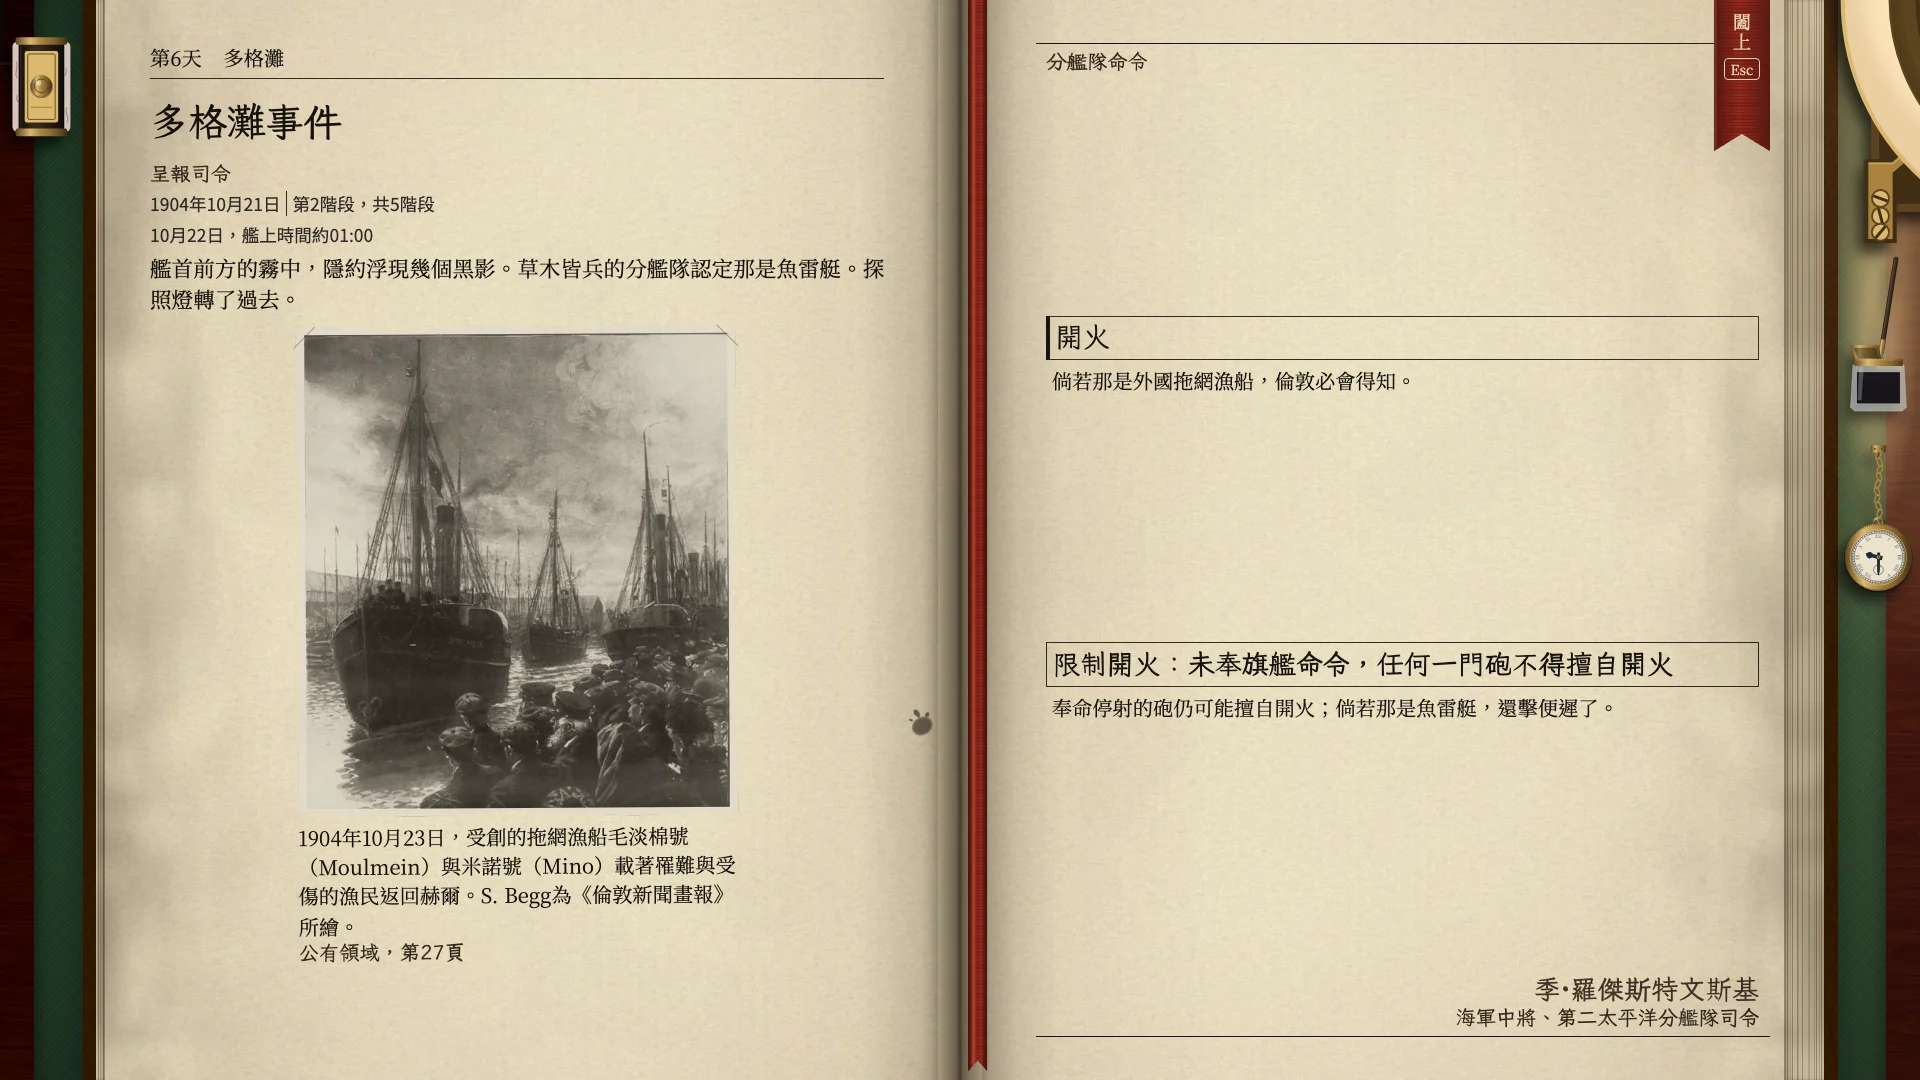 第6天 多格灘
多格灘事件
呈報司令
1904年10月21日 | 第2階段，共5階段
10月22日，艦上時間約01:00
艦首前方的霧中，隱約浮現幾個黑影。草木皆兵的分艦隊認定那是魚雷艇。探
照燈轉了過去。
1904年10月23日，受創的拖網漁船毛淡棉號
（Moulmein）與米諾號（Mino）載著罹難與受
傷的漁民返回赫爾。S. Begg為《倫敦新聞畫報》
所繪。
公有領域，第27頁
分艦隊命令
開火
倘若那是外國拖網漁船，倫敦必會得知。
限制開火：未奉旗艦命令，任何一門砲不得擅自開火
奉命停射的砲仍可能擅自開火；倘若那是魚雷艇，還擊便遲了。
季·羅傑斯特文斯基
海軍中將、第二太平洋分艦隊司令
闔上
Esc